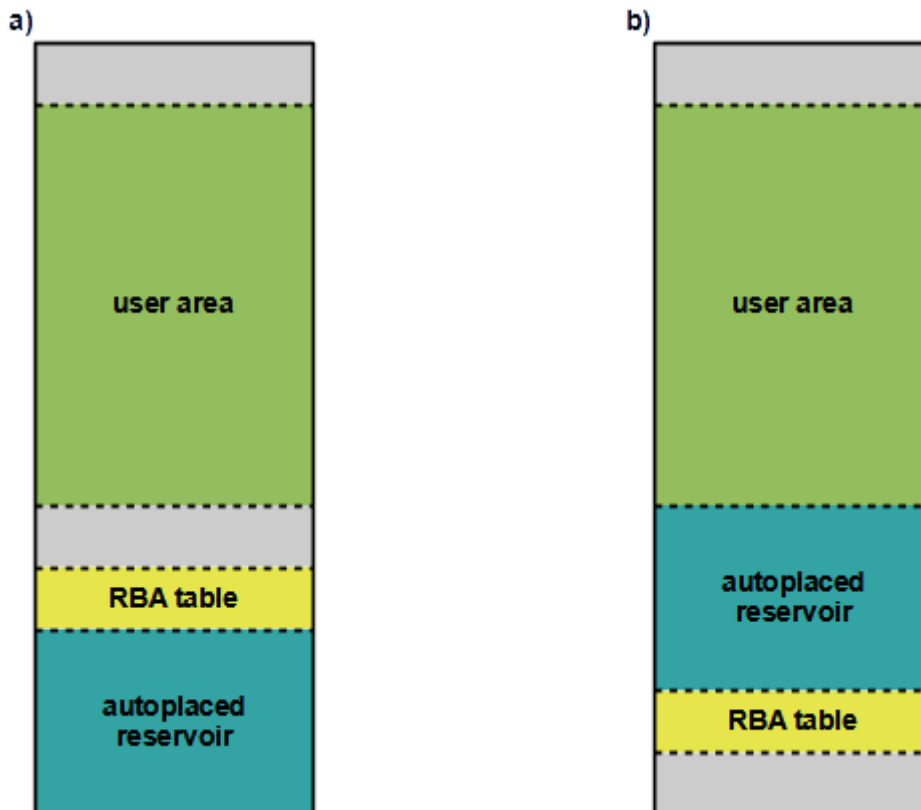 a)
user area
RBA table
autoplaced
reservoir
b)
user area
autoplaced
reservoir
RBA table